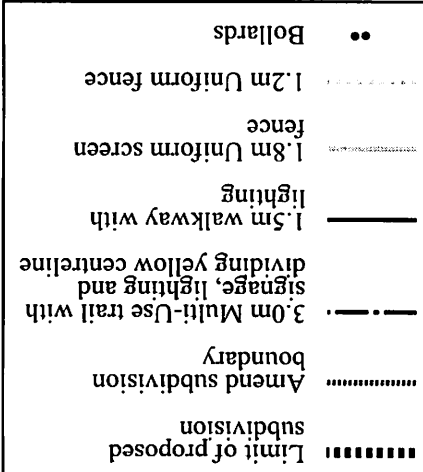 Limit of proposed
subdivision
Amend subdivision
boundary
3.0m Multi-Use trail with
signage, lighting and
dividing yellow centreline
1.5m walkway with
lighting
1.8m Uniform screen
fence
1.2m Uniform fence
Bollards